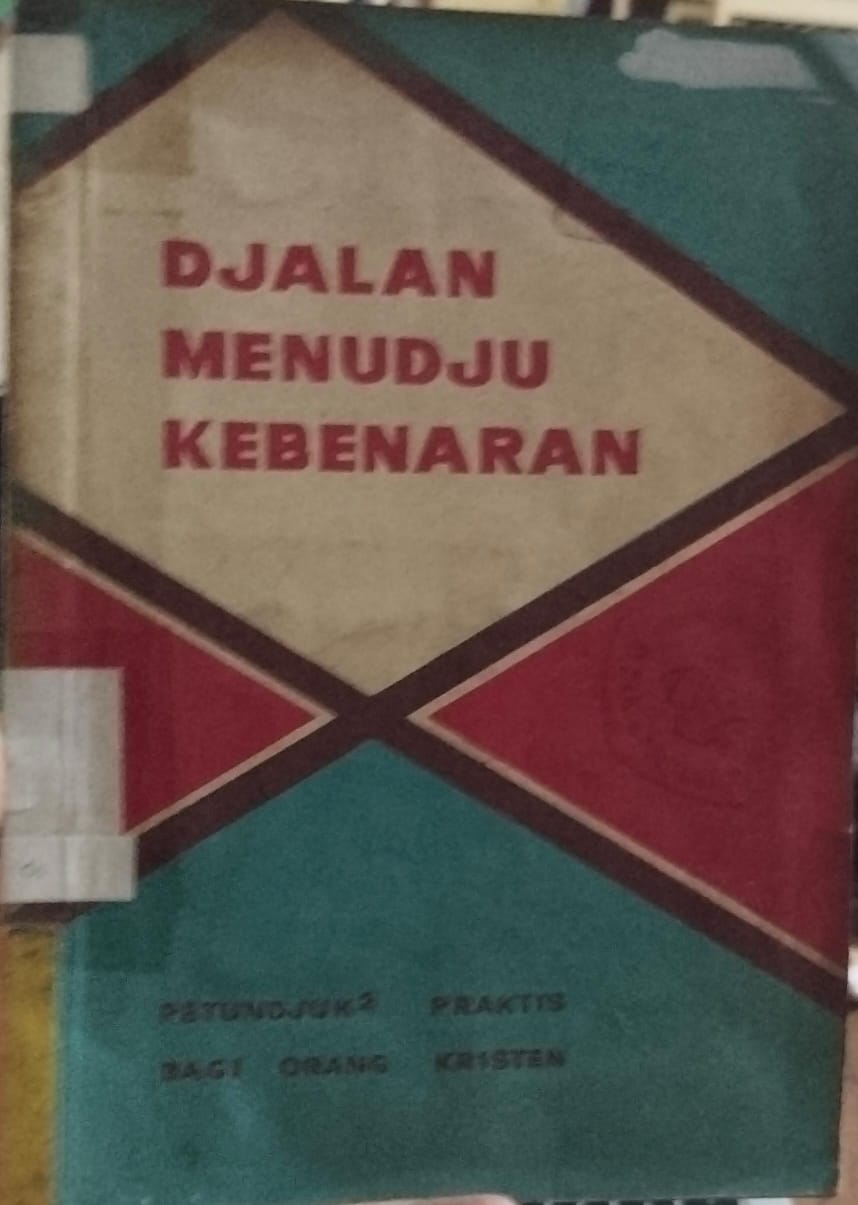 DJALAN
MENUDJU
KEBENARAN
PETUNDJUK² PRAKTIS
BAGI ORANG KRISTEN